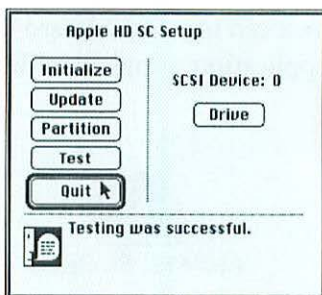 Apple HD SC Setup
Initialize
Update
Partition
Test
Quit
SCSI Device: 0
Drive
Testing was successful.